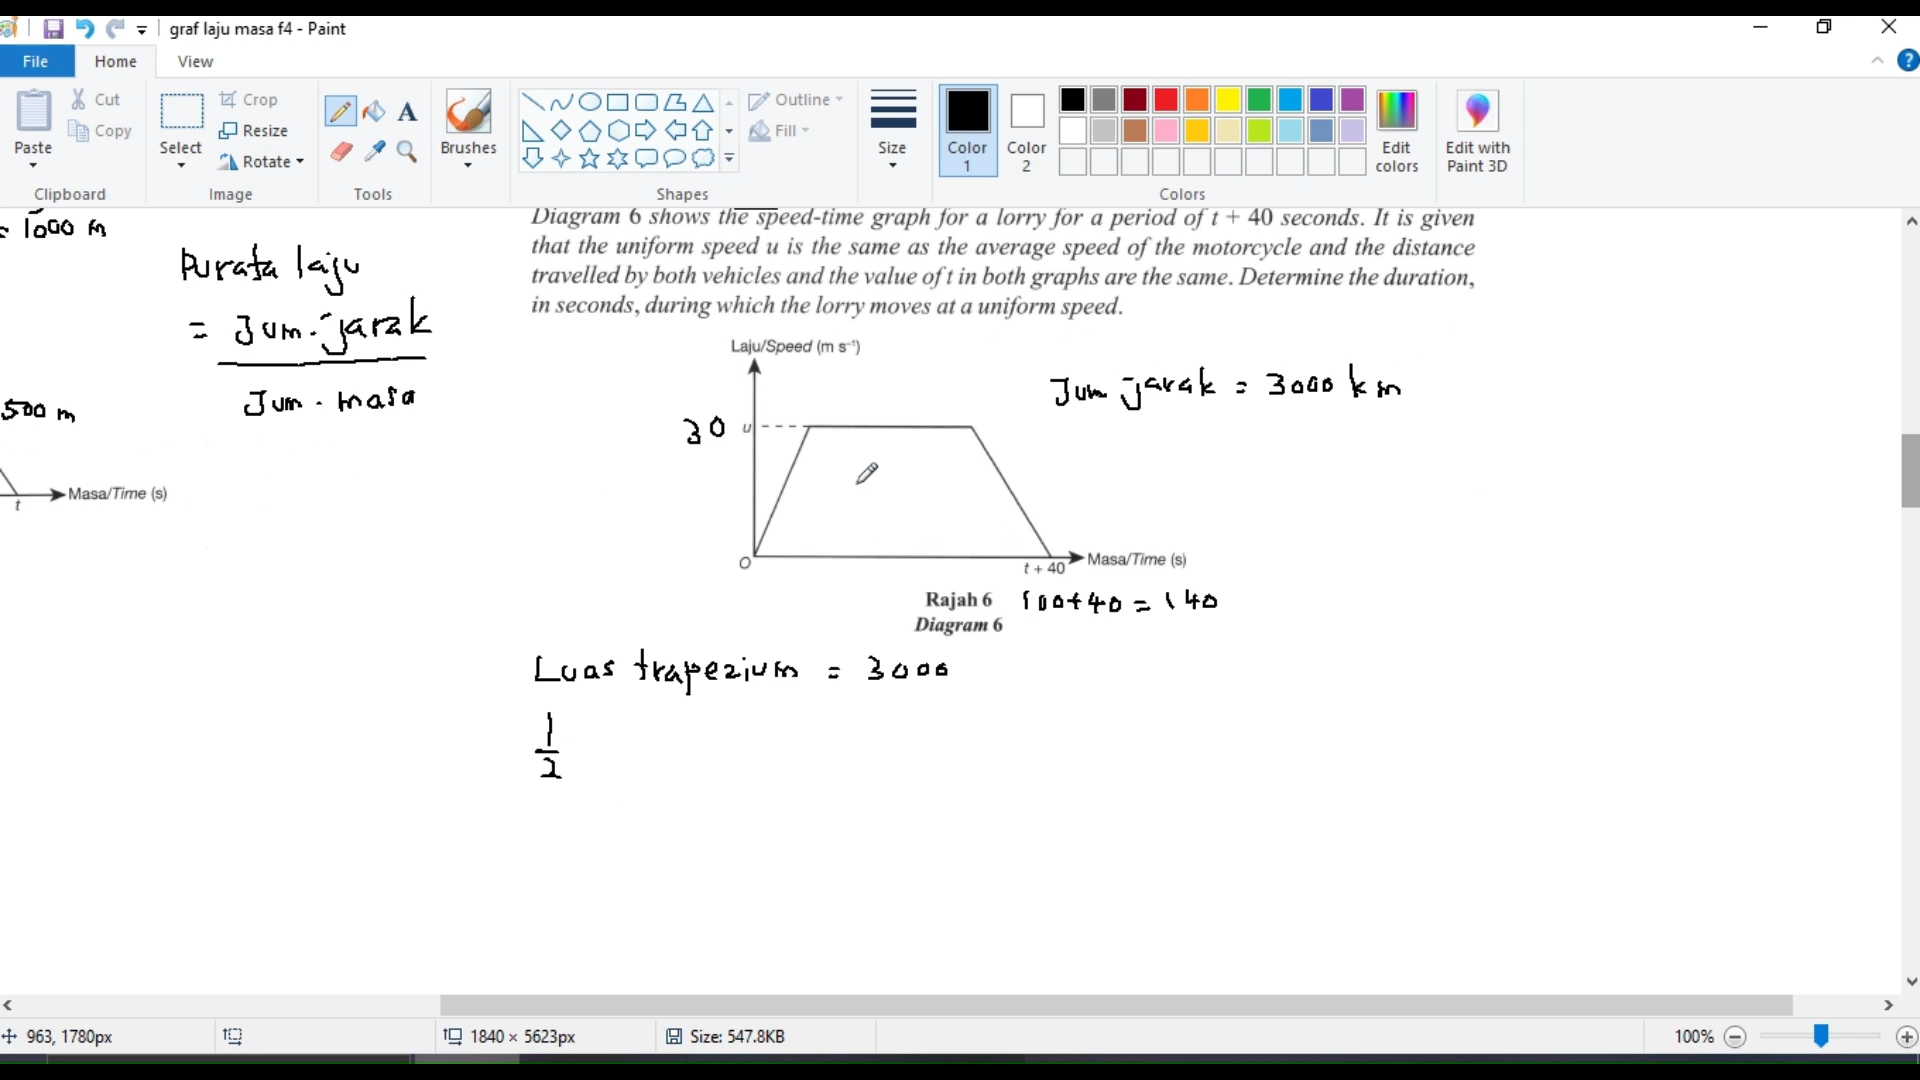 graf laju masa f4 - Paint
File
Home
View
Paste
Cut
Copy
Clipboard
Select
Crop
Resize
Rotate
Image
Tools
Brushes
Shapes
Outline
Fill
Size
Color 1
Color 2
Colors
Edit colors
Edit with Paint 3D
= 1000 m
Purata laju
= Jum. jarak
Jum. masa
500 m
Masa/Time (s)
t
Diagram 6 shows the speed-time graph for a lorry for a period of t + 40 seconds. It is given
that the uniform speed u is the same as the average speed of the motorcycle and the distance
travelled by both vehicles and the value of t in both graphs are the same. Determine the duration,
in seconds, during which the lorry moves at a uniform speed.
Laju/Speed (m s⁻¹)
Jum jarak = 3000 km
30 u
O
t + 40
Masa/Time (s)
Rajah 6
100+40 = 140
Diagram 6
Luas trapezium = 3000
1
2
963, 1780px
1840 × 5623px
Size: 547.8KB
100%